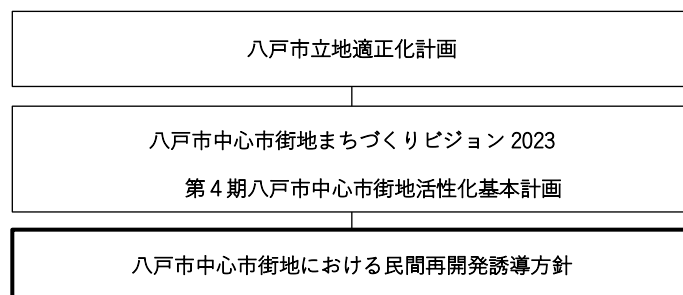 八戸市立地適正化計画
八戸市中心市街地まちづくりビジョン 2023
第 4 期八戸市中心市街地活性化基本計画
八戸市中心市街地における民間再開発誘導方針